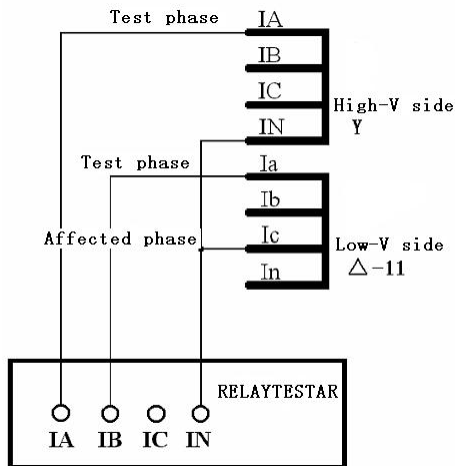 Test phase IA
IB
IC
High-V side
Y
IN
Test phase Ia
Ib
Affected phase Ic
Low-V side
△-11
In
RELAYTESTAR
IA IB IC IN